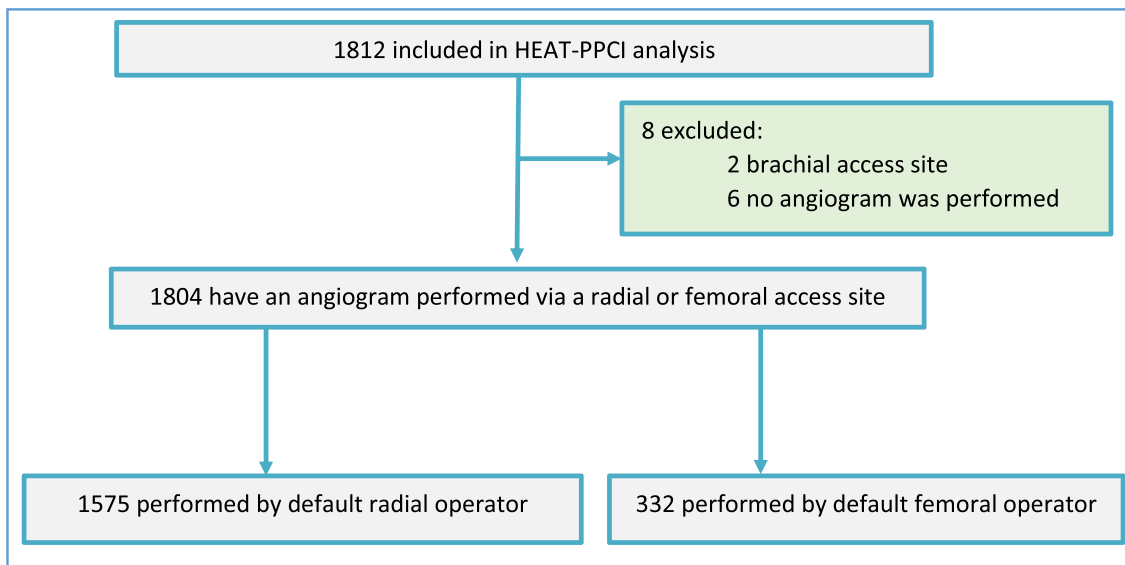 1812 included in HEAT-PPCI analysis
8 excluded:
2 brachial access site
6 no angiogram was performed
1804 have an angiogram performed via a radial or femoral access site
1575 performed by default radial operator
332 performed by default femoral operator